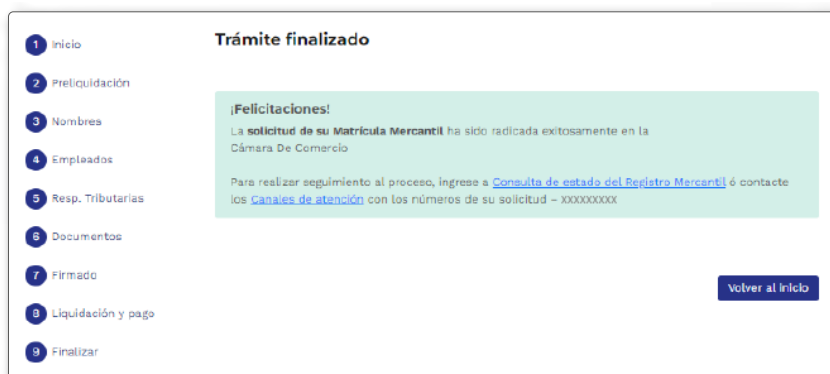 1 Inicio
2 Preliquidación
3 Nombres
4 Empleados
5 Resp. Tributarias
6 Documentos
7 Firmado
8 Liquidación y pago
9 Finalizar
Trámite finalizado
¡Felicitaciones!
La solicitud de su Matrícula Mercantil ha sido radicada exitosamente en la
Cámara De Comercio
Para realizar seguimiento al proceso, ingrese a Consulta de estado del Registro Mercantil ó contacte
los Canales de atención con los números de su solicitud – XXXXXXXXX
Volver al inicio